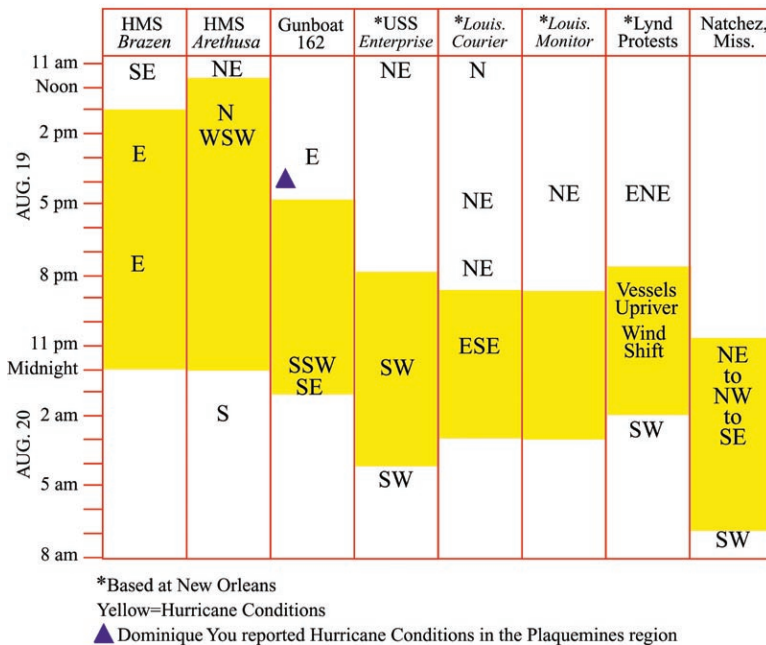 HMS HMS Gunboat *USS *Louis. *Louis. *Lynd Natchez,
Brazen Arethusa 162 Enterprise Courier Monitor Protests Miss.
11 am SE NE NE N
Noon
N
2 pm WSW
E E
AUG. 19
5 pm NE NE ENE
E NE
8 pm
Vessels
Upriver
Wind
Shift
11 pm ESE NE
Midnight SSW SW to
SE NW
2 am S SW to
SE
AUG. 20
5 am SW
SW
8 am
*Based at New Orleans
Yellow=Hurricane Conditions
Dominique You reported Hurricane Conditions in the Plaquemines region